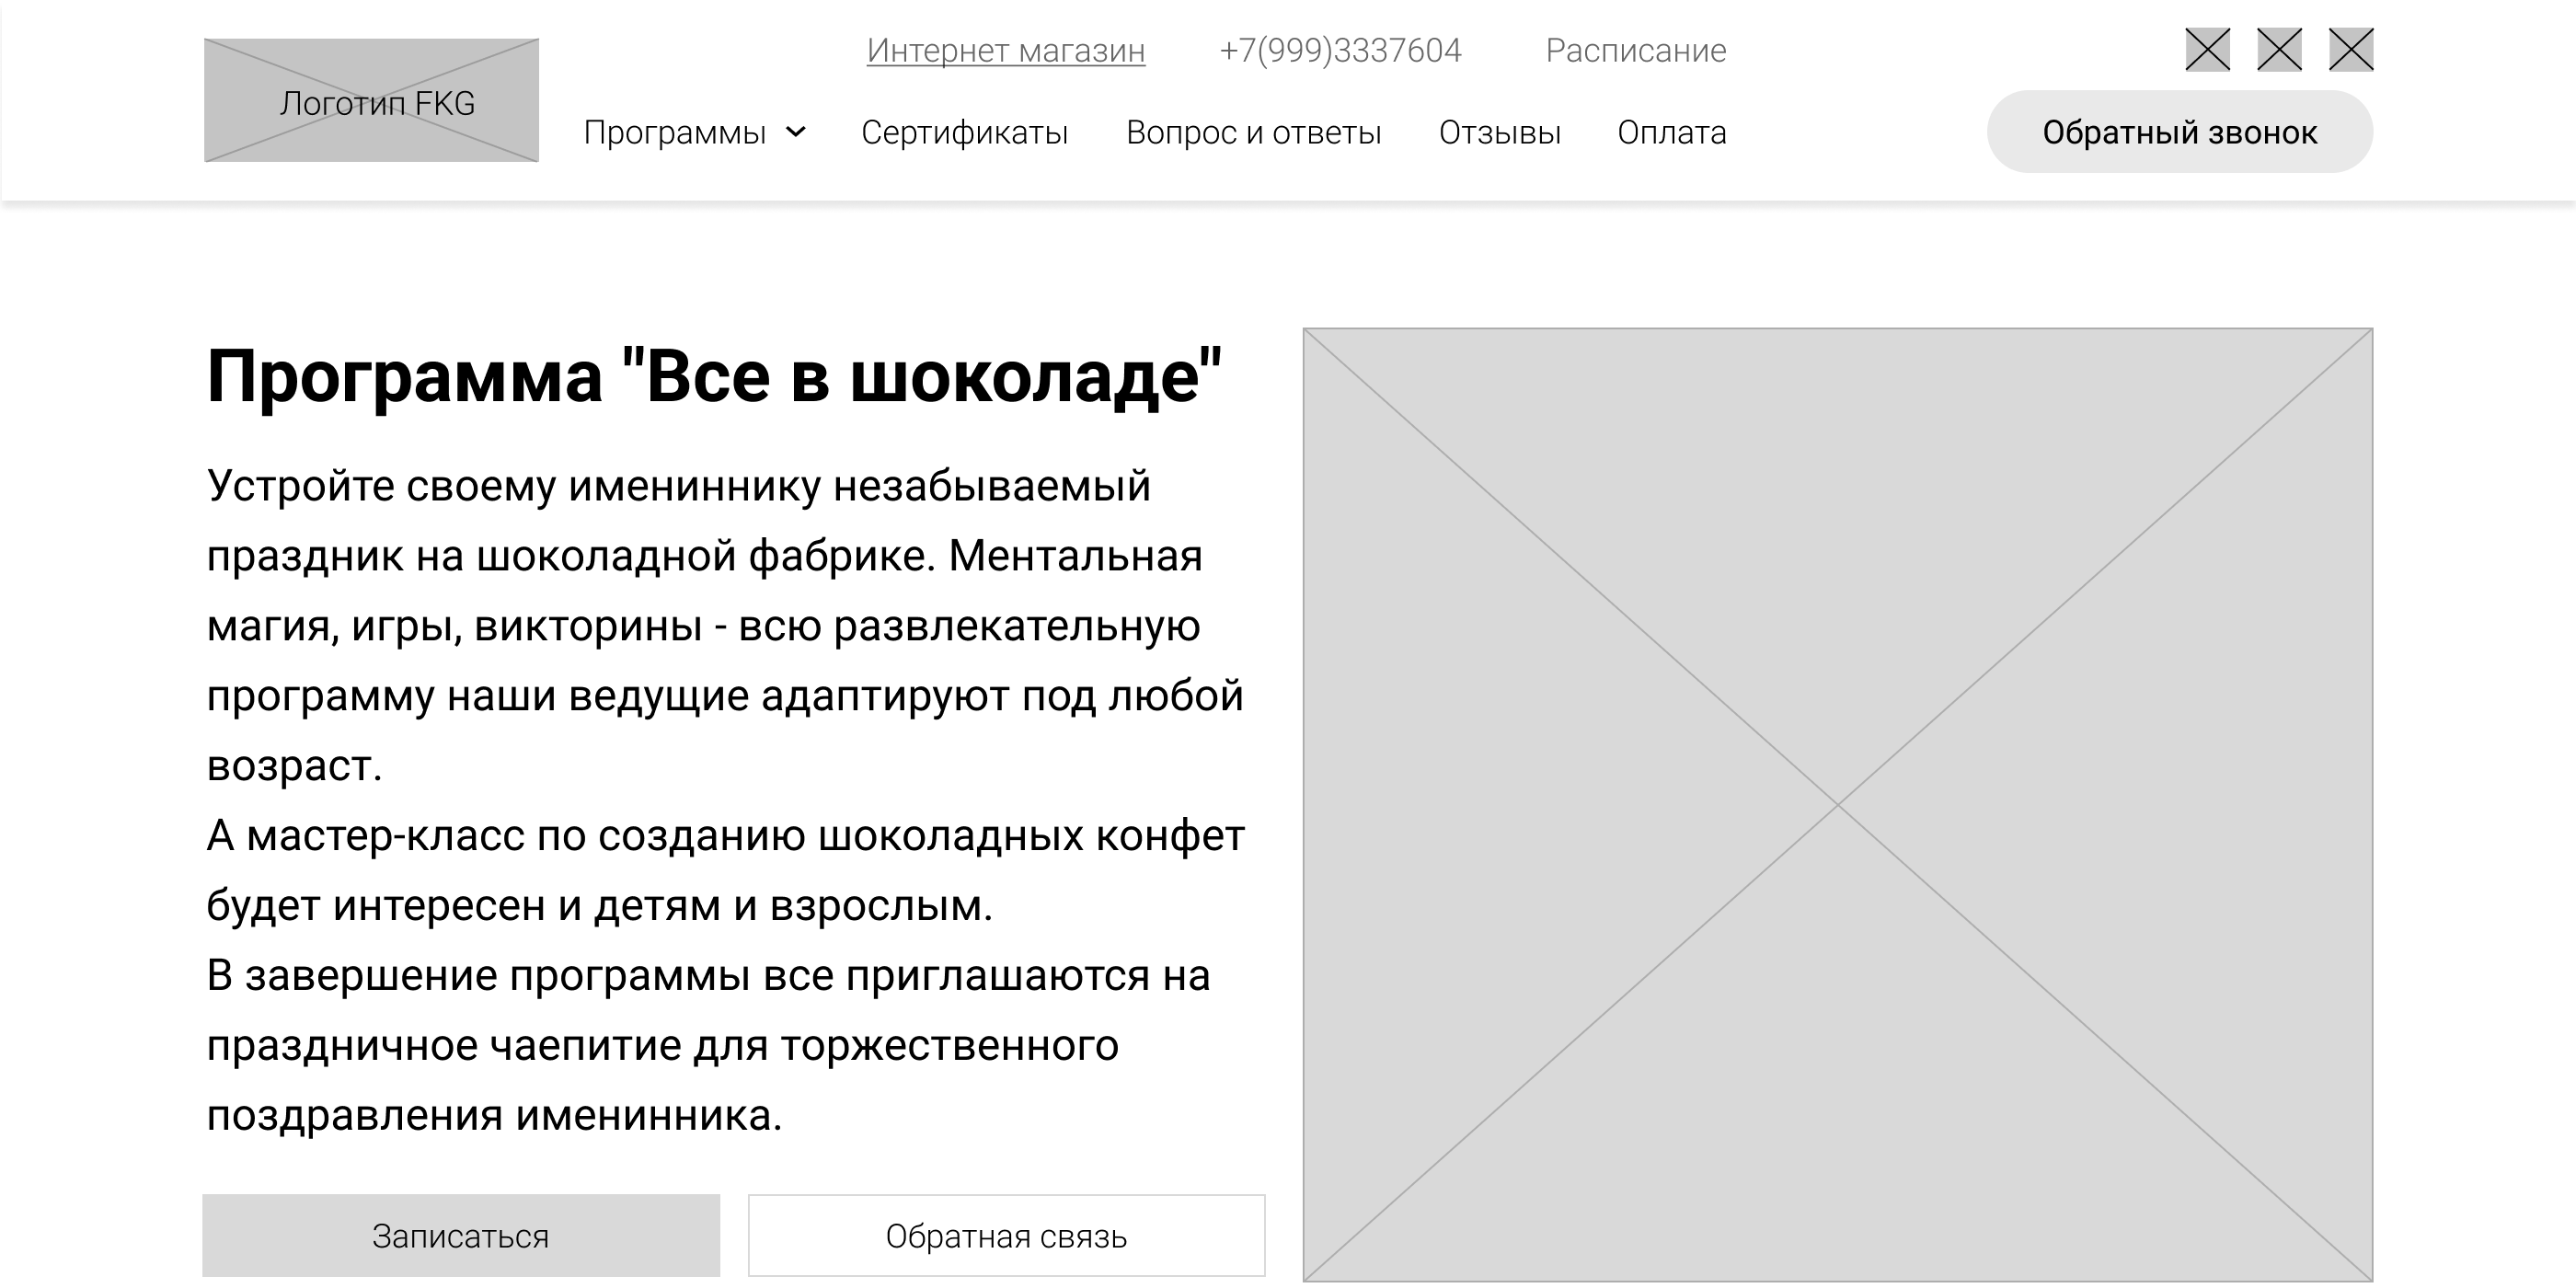 Интернет магазин
+7(999)3337604
Расписание
Логотип FKG
Программы
Сертификаты
Вопрос и ответы
Отзывы
Оплата
Обратный звонок
Программа "Все в шоколаде"
Устройте своему имениннику незабываемый
праздник на шоколадной фабрике. Ментальная
магия, игры, викторины - всю развлекательную
программу наши ведущие адаптируют под любой
возраст.
А мастер-класс по созданию шоколадных конфет
будет интересен и детям и взрослым.
В завершение программы все приглашаются на
праздничное чаепитие для торжественного
поздравления именинника.
Записаться
Обратная связь